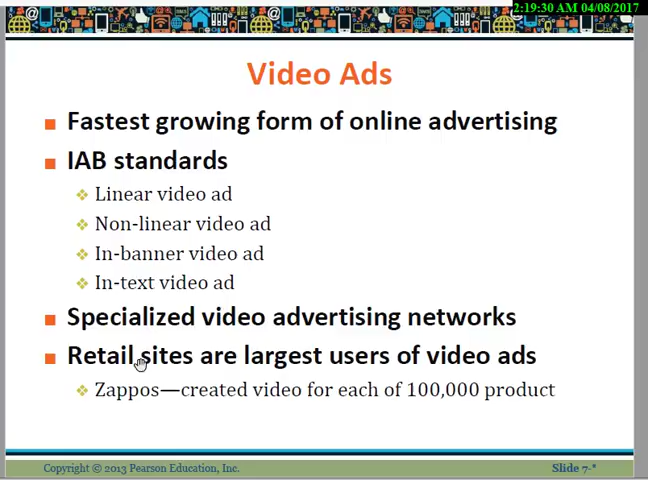 2:19:30 AM 04/08/2017
Video Ads
Fastest growing form of online advertising
IAB standards
Linear video ad
Non-linear video ad
In-banner video ad
In-text video ad
Specialized video advertising networks
Retail sites are largest users of video ads
Zappos—created video for each of 100,000 product
Copyright © 2013 Pearson Education, Inc.
Slide 7-*